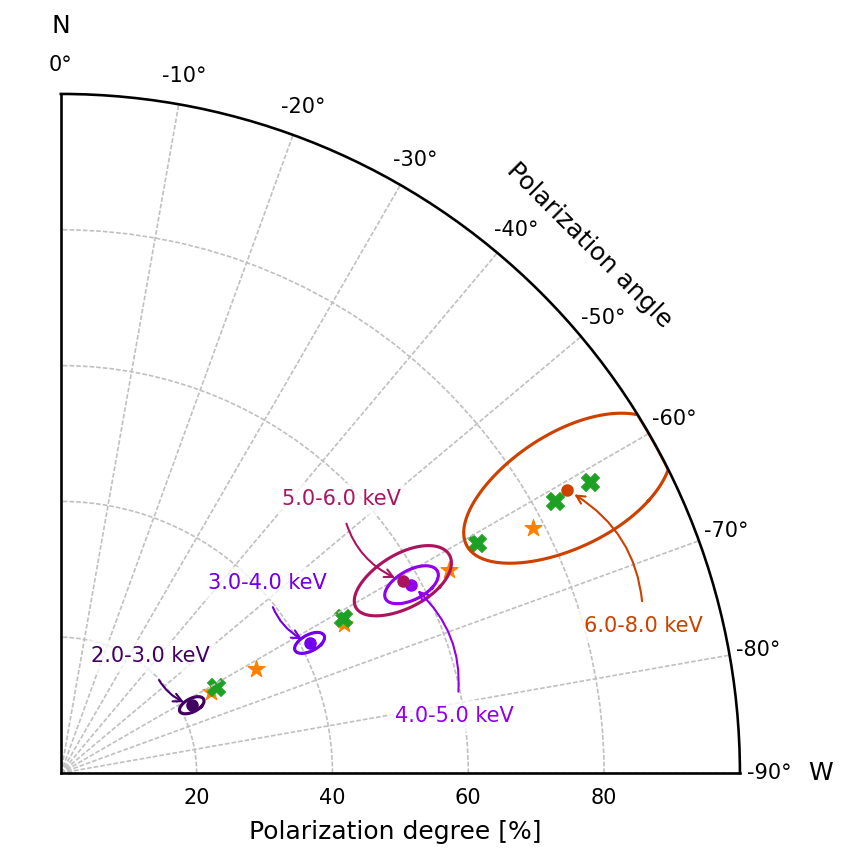 N
0°
-10°
-20°
-30°
-40°
-50°
-60°
-70°
-80°
-90°
W
Polarization angle
5.0-6.0 keV
3.0-4.0 keV
2.0-3.0 keV
6.0-8.0 keV
4.0-5.0 keV
20
40
60
80
Polarization degree [%]